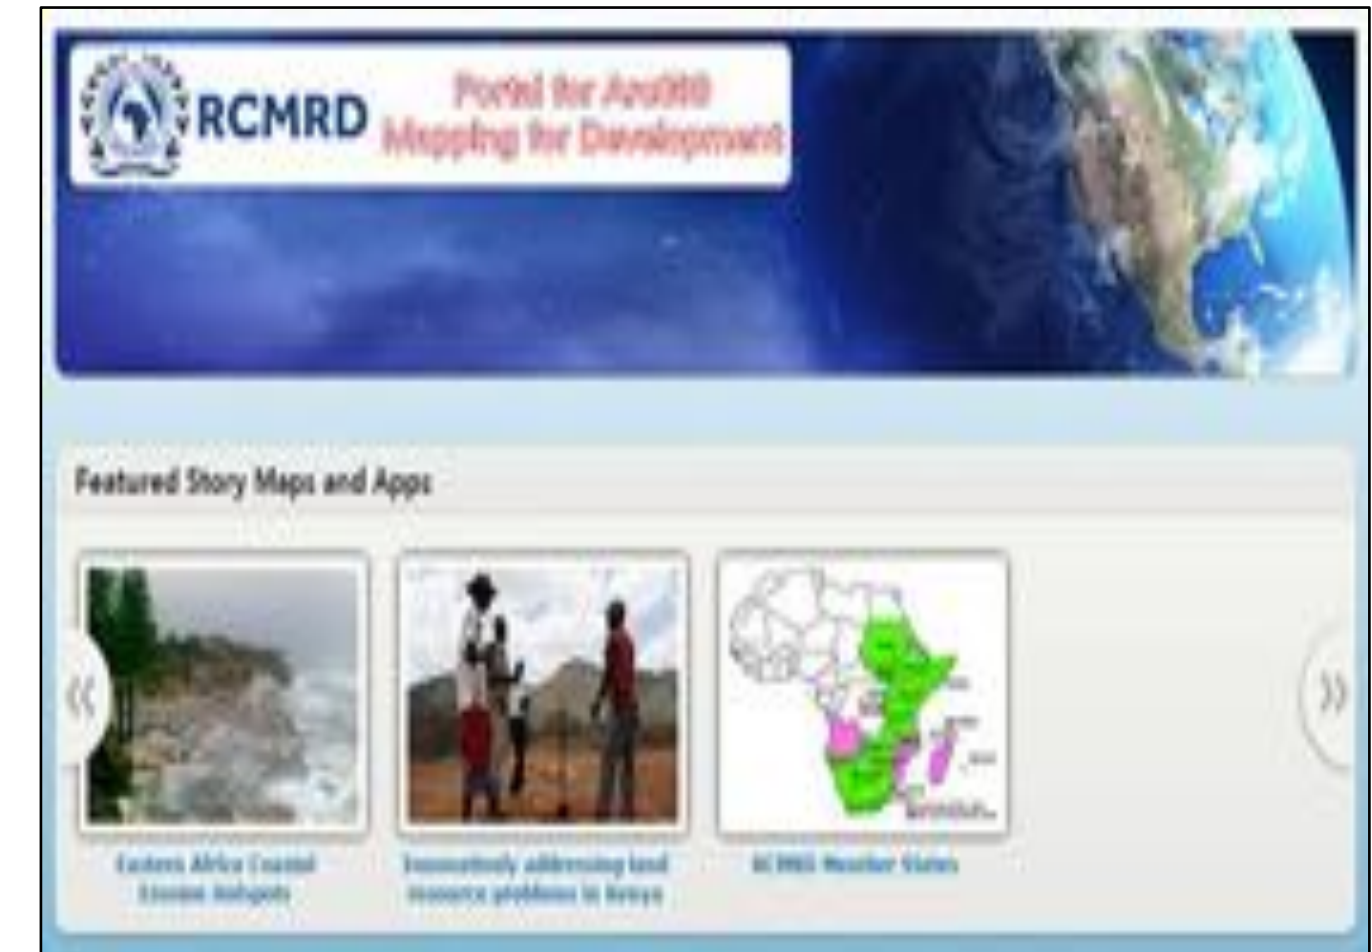 RCMRD
Portal for ArcGIS
Mapping for Development
Featured Story Maps and Apps
Eastern Africa Coastal
Erosion Hotspots
Innovatively addressing land
resource problems in Kenya
RCMRD Member States